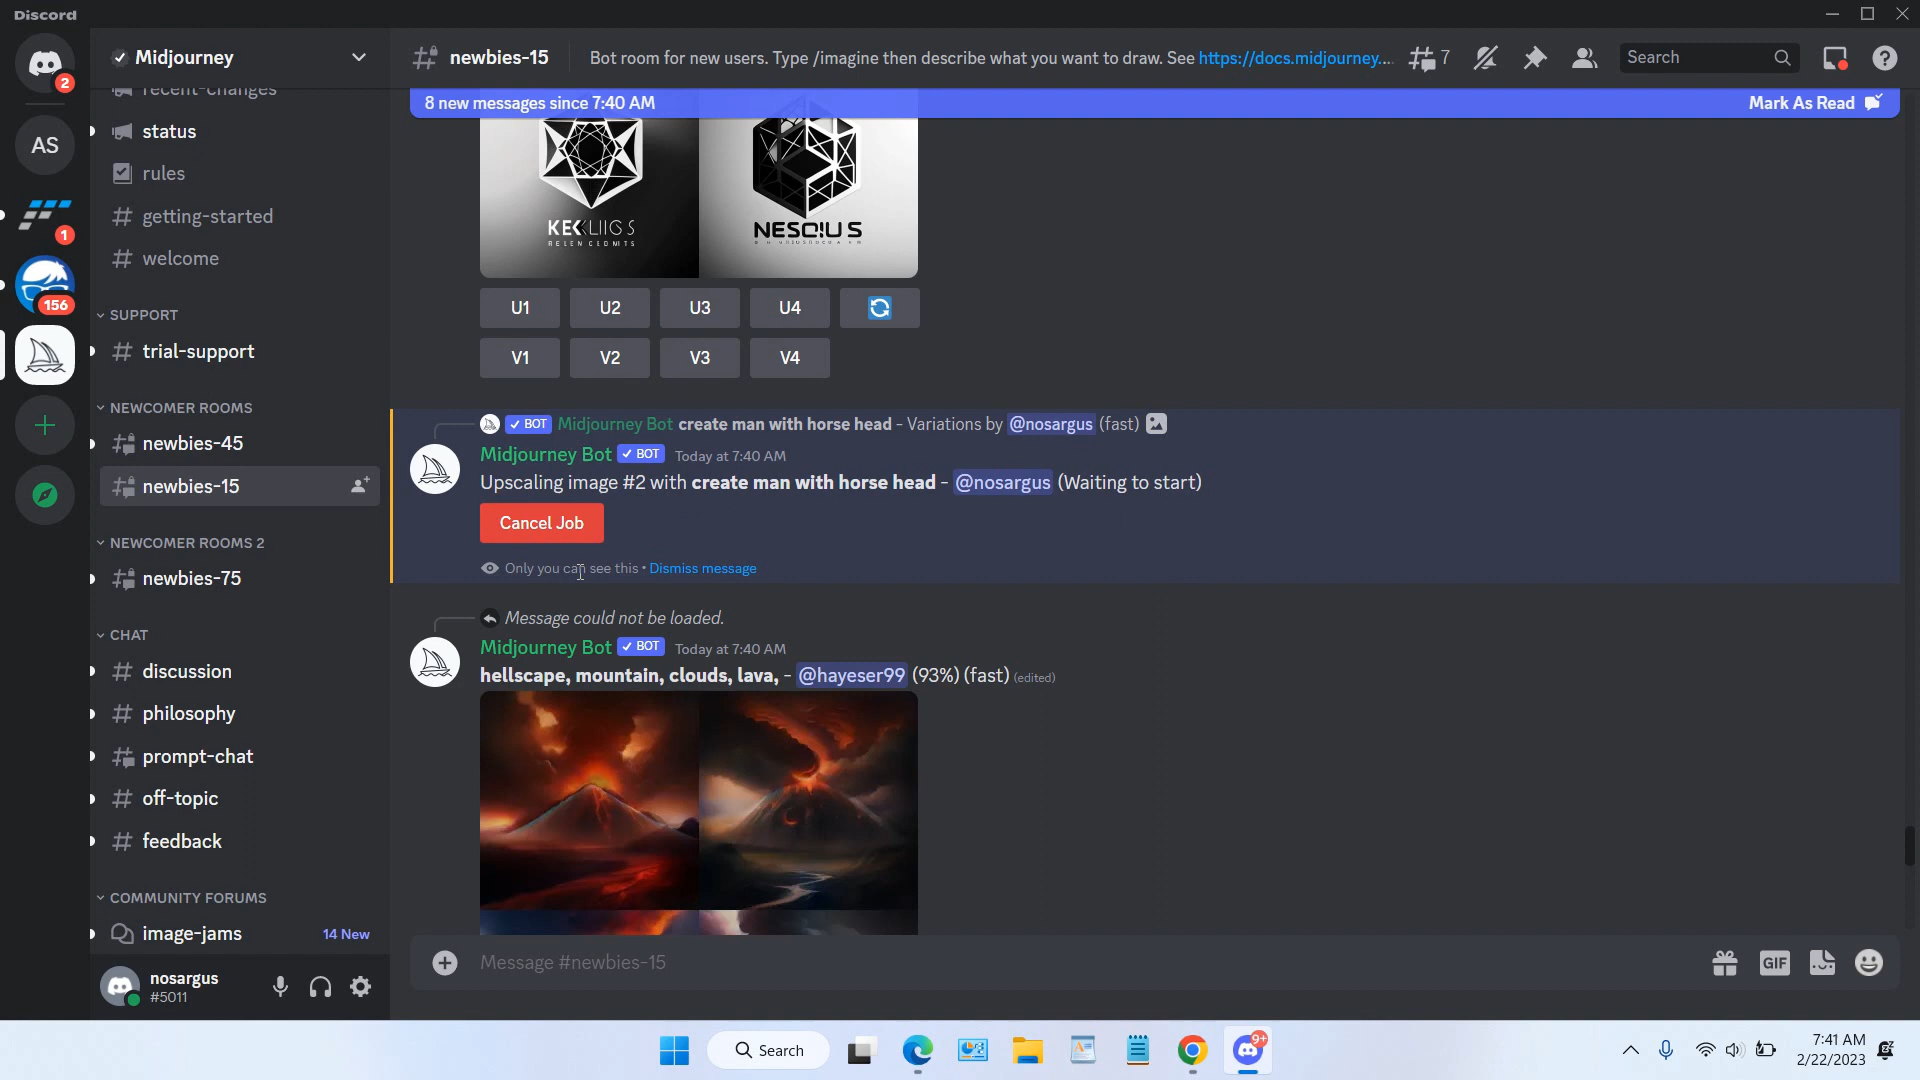 Discord
Midjourney
newbies-15
Bot room for new users. Type /imagine then describe what you want to draw. See https://docs.midjourney....
7
Search
2
AS
1
156
recent-changes
status
rules
getting-started
welcome
SUPPORT
trial-support
NEWCOMER ROOMS
newbies-45
newbies-15
NEWCOMER ROOMS 2
newbies-75
CHAT
discussion
philosophy
prompt-chat
off-topic
feedback
COMMUNITY FORUMS
image-jams
14 New
nosargus
#5011
8 new messages since 7:40 AM
Mark As Read
NESQIU S
U1 U2 U3 U4
V1 V2 V3 V4
BOT Midjourney Bot create man with horse head - Variations by @nosargus (fast)
Midjourney Bot BOT Today at 7:40 AM
Upscaling image #2 with create man with horse head - @nosargus (Waiting to start)
Cancel Job
Only you can see this • Dismiss message
Message could not be loaded.
Midjourney Bot BOT Today at 7:40 AM
hellscape, mountain, clouds, lava, - @hayeser99 (93%) (fast) (edited)
Message #newbies-15
GIF
Search
9+
7:41 AM
2/22/2023